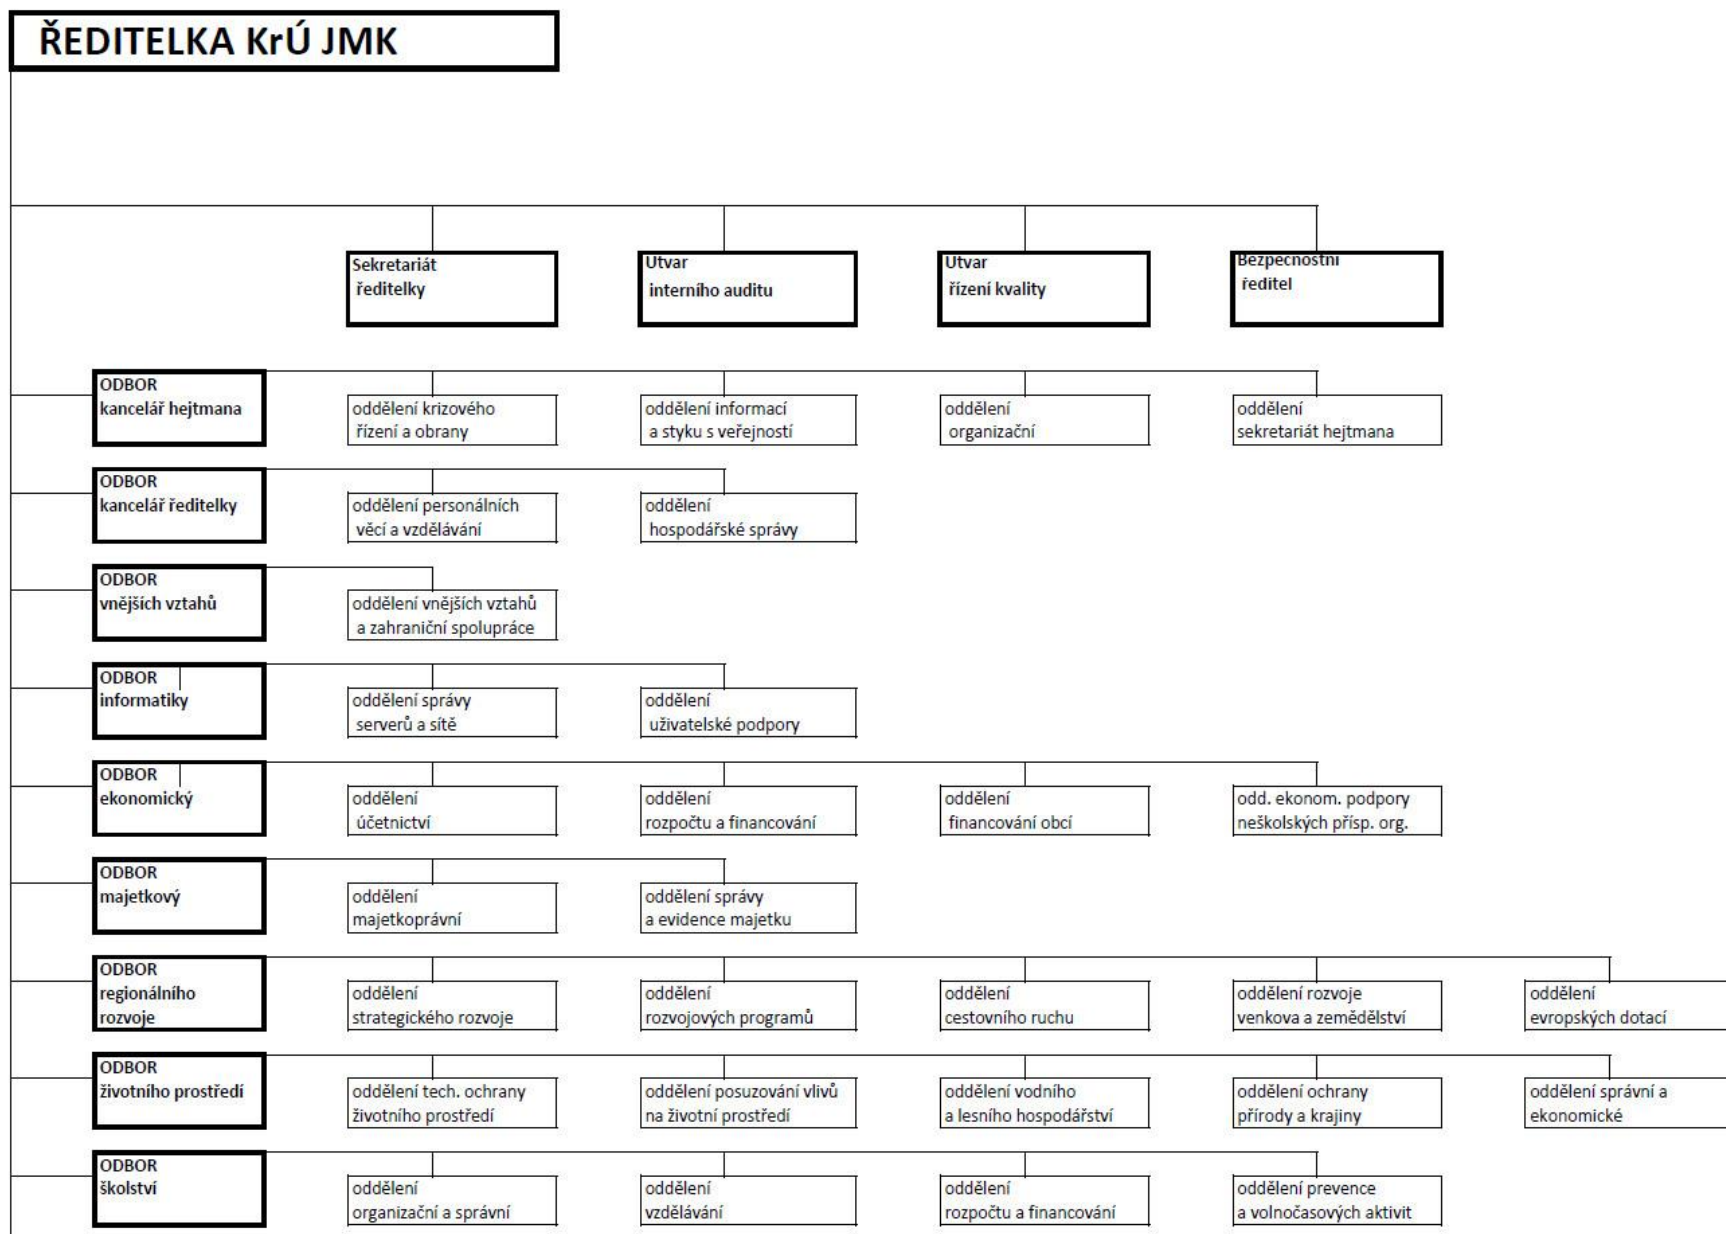 ŘEDITELKA KrÚ JMK
Sekretariát
ředitelky
Utvar
interního auditu
Utvar
řízení kvality
Bezpečnostní
ředitel
ODBOR
kancelář hejtmana
oddělení krizového
řízení a obrany
oddělení informací
a styku s veřejností
oddělení
organizační
oddělení
sekretariát hejtmana
ODBOR
kancelář ředitelky
oddělení personálních
věcí a vzdělávání
oddělení
hospodářské správy
ODBOR
vnějších vztahů
oddělení vnějších vztahů
a zahraniční spolupráce
ODBOR
informatiky
oddělení správy
serverů a sítě
oddělení
uživatelské podpory
ODBOR
ekonomický
oddělení
účetnictví
oddělení
rozpočtu a financování
oddělení
financování obcí
odd. ekonom. podpory
neškolských přísp. org.
ODBOR
majetkový
oddělení
majetkoprávní
oddělení správy
a evidence majetku
ODBOR
regionálního
rozvoje
oddělení
strategického rozvoje
oddělení
rozvojových programů
oddělení
cestovního ruchu
oddělení rozvoje
venkova a zemědělství
oddělení
evropských dotací
ODBOR
životního prostředí
oddělení tech. ochrany
životního prostředí
oddělení posuzování vlivů
na životní prostředí
oddělení vodního
a lesního hospodářství
oddělení ochrany
přírody a krajiny
oddělení správní a
ekonomické
ODBOR
školství
oddělení
organizační a správní
oddělení
vzdělávání
oddělení
rozpočtu a financování
oddělení prevence
a volnočasových aktivit